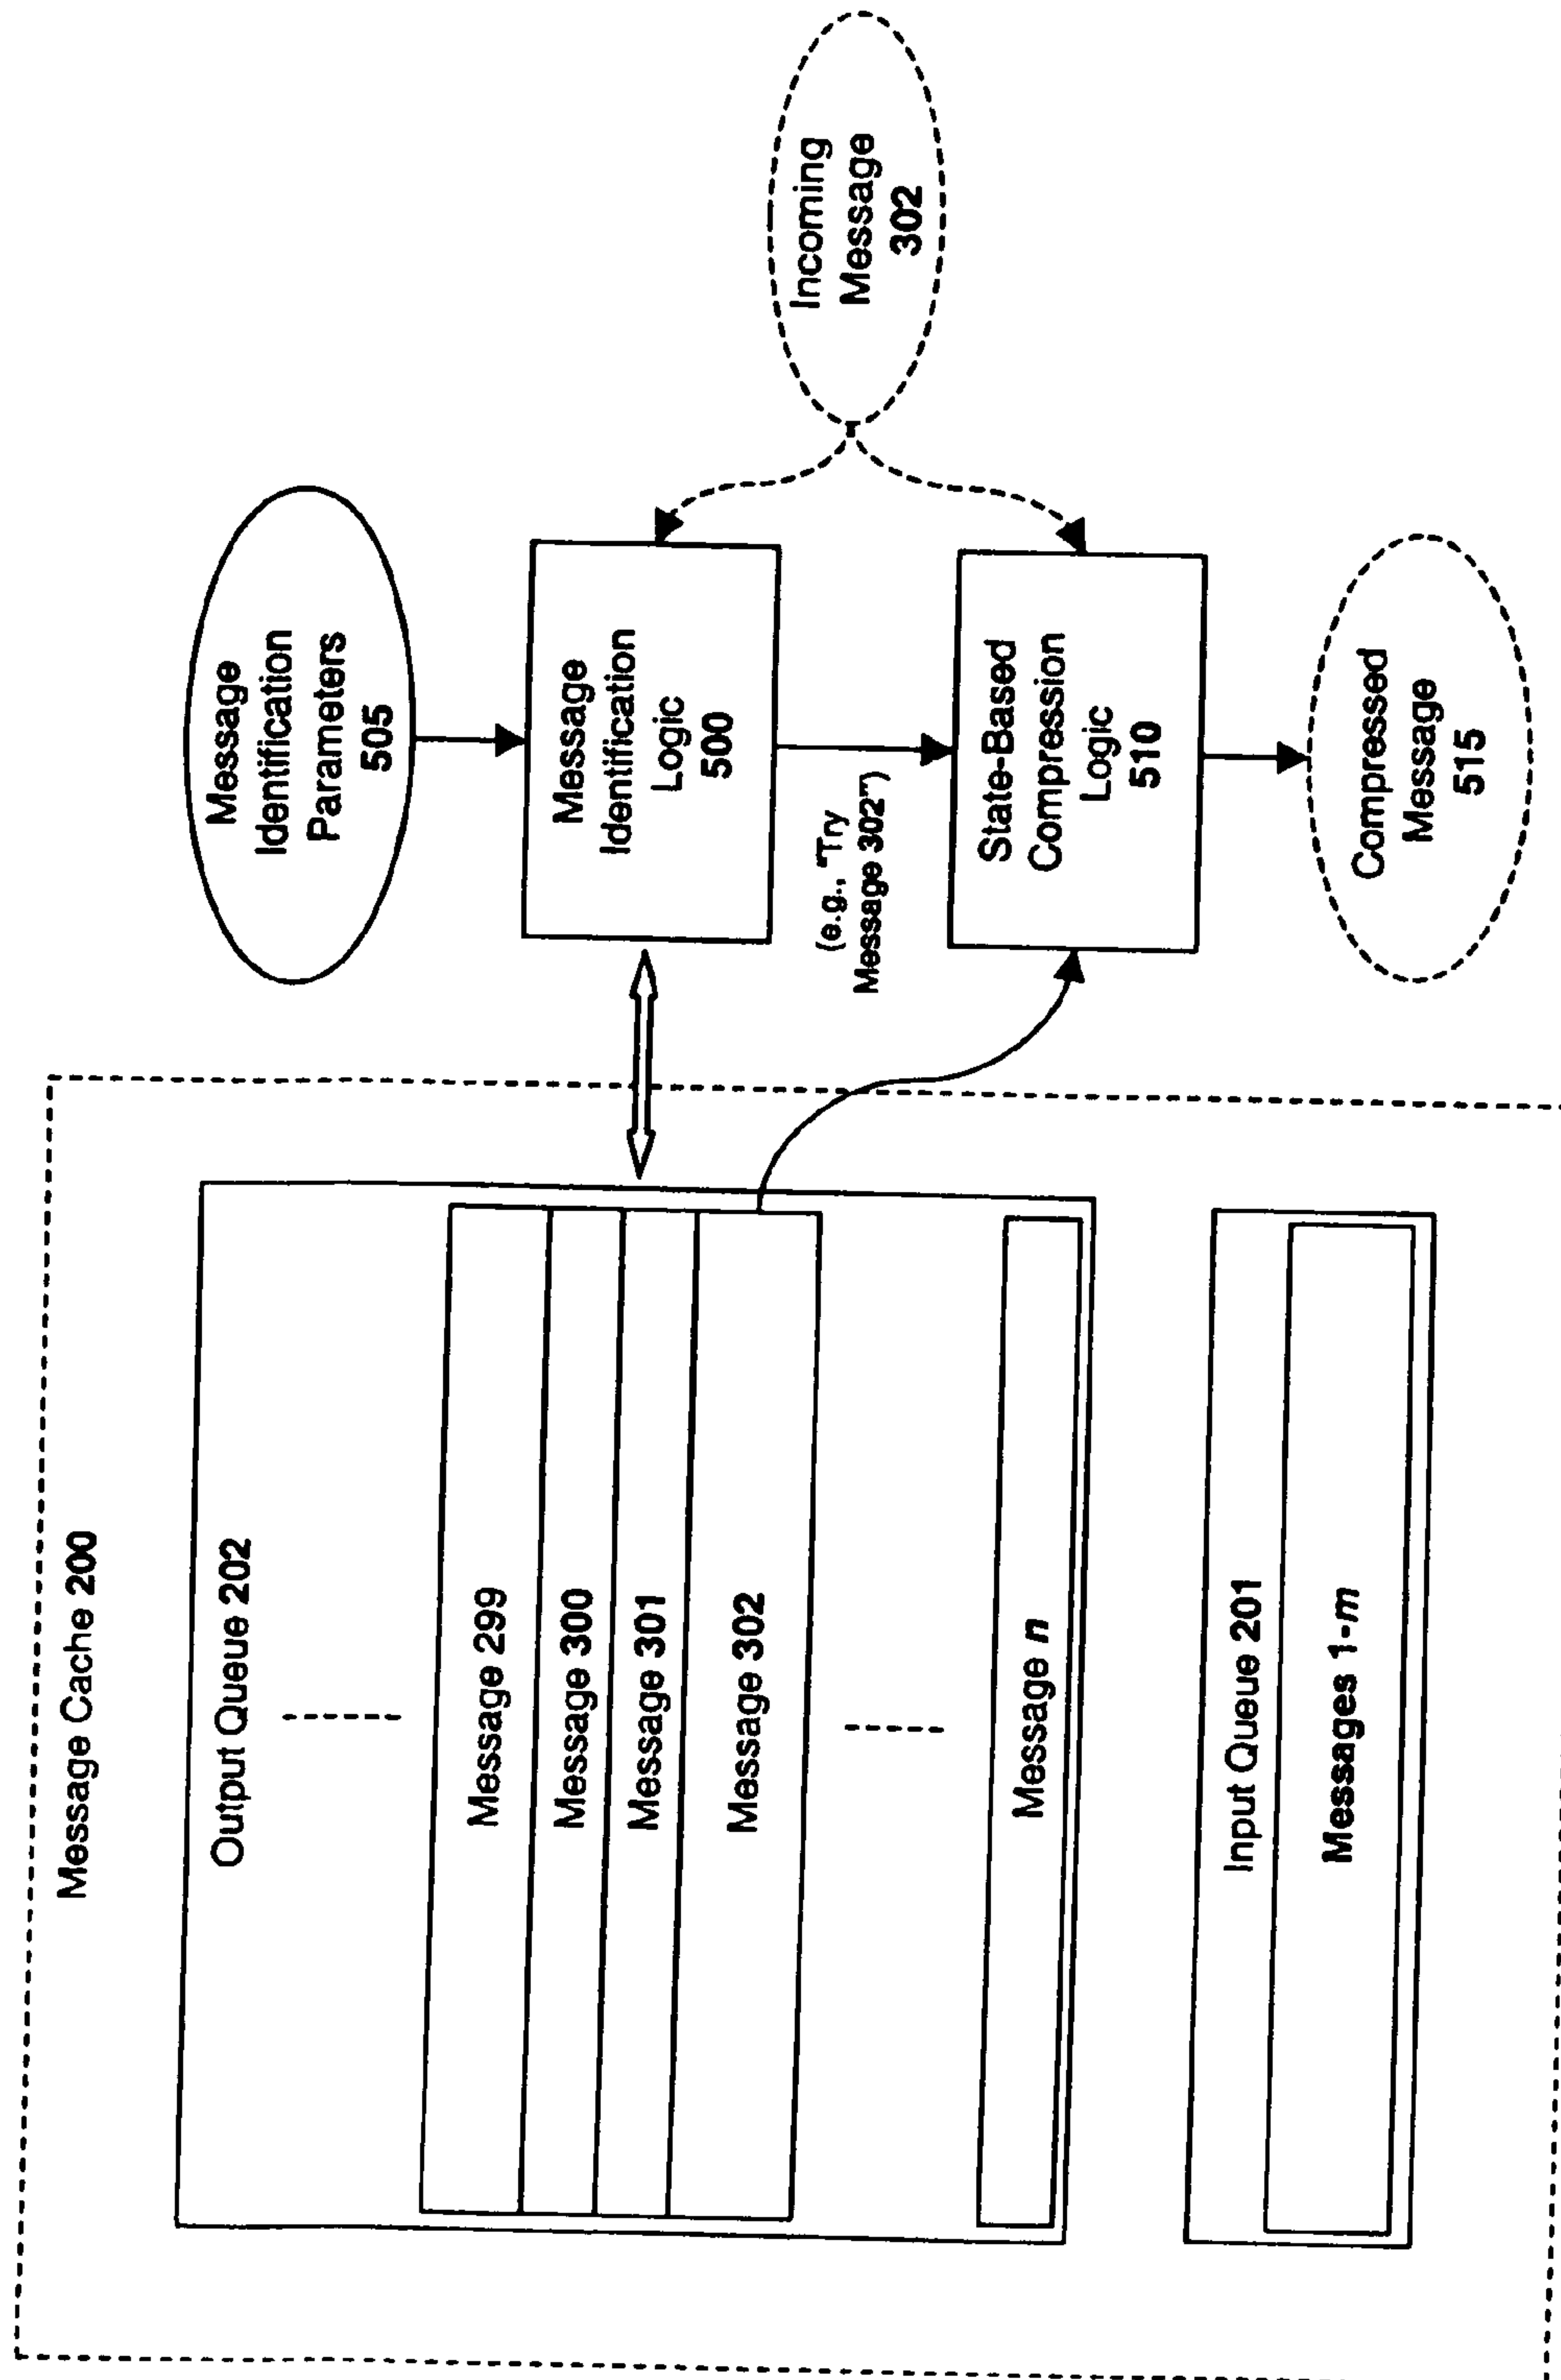 Message Cache 200
Output Queue 202
Message 299
Message 300
Message 301
Message 302
Message n
Input Queue 201
Messages 1-m
Message
Identification
Parameters
505
Message
Identification
Logic
500
(e.g., "Try
Message 302")
State-Based
Compression
Logic
510
Compressed
Message
515
Incoming
Message
302